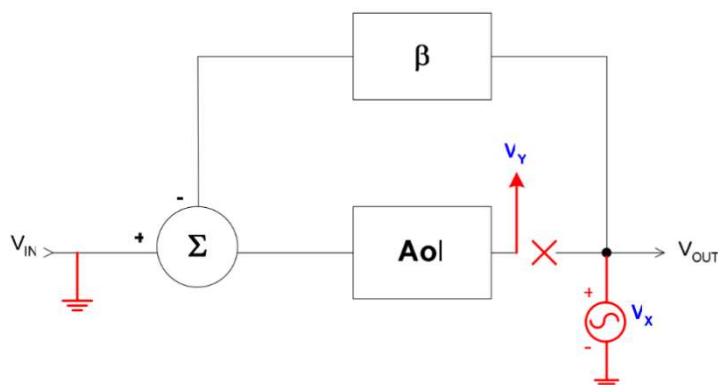 β
V_Y
-
V_IN
+
Σ
Aol
V_OUT
+
V_X
-